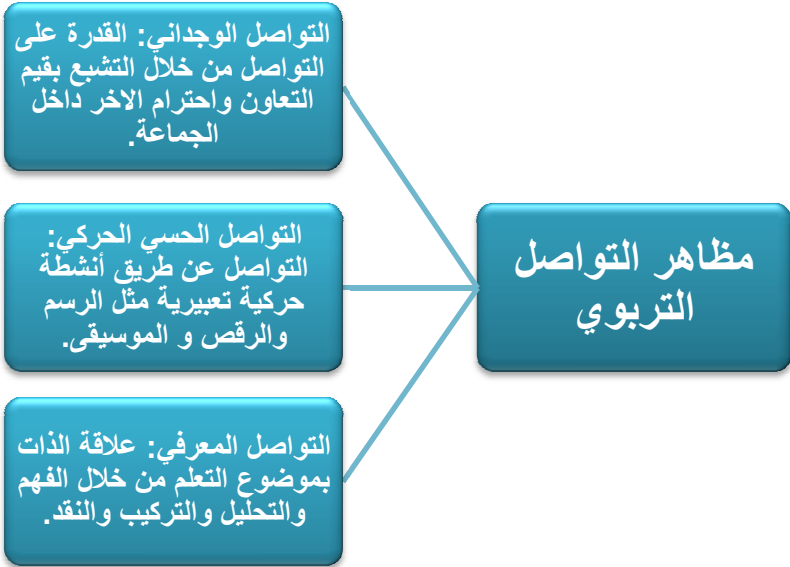 مظاهر التواصل
التربوي
التواصل الوجداني: القدرة على
التواصل من خلال التشبع بقيم
التعاون واحترام الاخر داخل
الجماعة.
التواصل الحسي الحركي:
التواصل عن طريق أنشطة
حركية تعبيرية مثل الرسم
والرقص و الموسيقى.
التواصل المعرفي: علاقة الذات
بموضوع التعلم من خلال الفهم
والتحليل والتركيب والنقد.